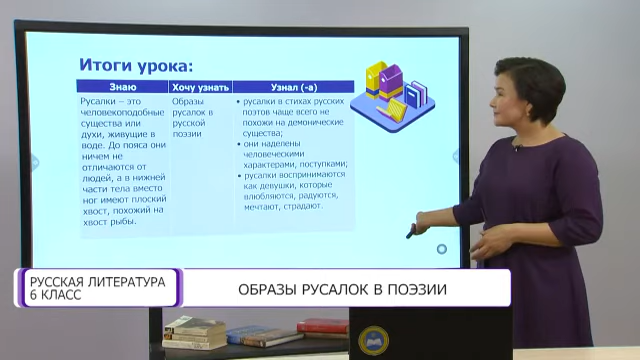 Итоги урока:
Знаю
Хочу узнать
Узнал (-а)
Русалки – это
человекоподобные
существа или
духи, живущие в
воде. До пояса они
ничем не
отличаются от
людей, а в нижней
части тела вместо
ног имеют плоский
хвост, похожий на
хвост рыбы.
Образы
русалок в
русской
поэзии
• русалки в стихах русских
поэтов чаще всего не
похожи на демонические
существа;
• они наделены
человеческими
характерами, поступками;
• русалки воспринимаются
как девушки, которые
влюбляются, радуются,
мечтают, страдают.
РУССКАЯ ЛИТЕРАТУРА
6 КЛАСС
ОБРАЗЫ РУСАЛОК В ПОЭЗИИ